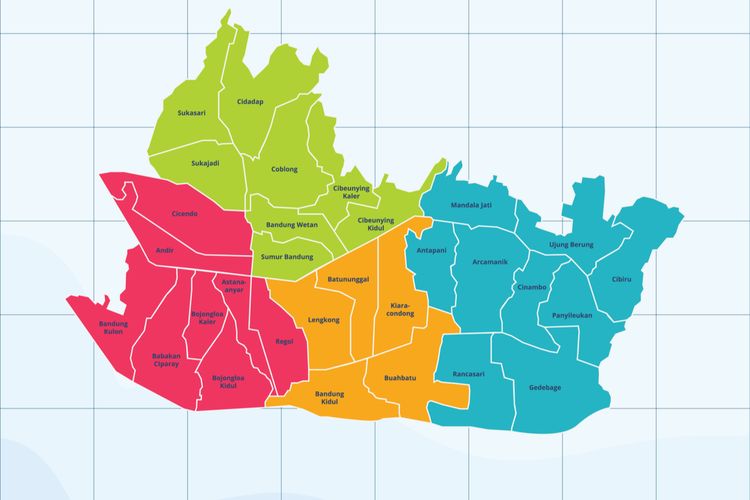 Cidadap
Sukasari
Sukajadi
Coblong
Cibeunying
Kaler
Mandala Jati
Cicendo
Bandung Wetan
Cibeunying
Kidul
Ujung Berung
Andir
Sumur Bandung
Antapani
Arcamanik
Cibiru
Astana-
anyar
Batununggal
Cinambo
Bojongloa
Kaler
Lengkong
Kiara-
condong
Panyileukan
Bandung
Kulon
Regol
Babakan
Ciparay
Bojongloa
Kidul
Buahbatu
Rancasari
Gedebage
Bandung
Kidul